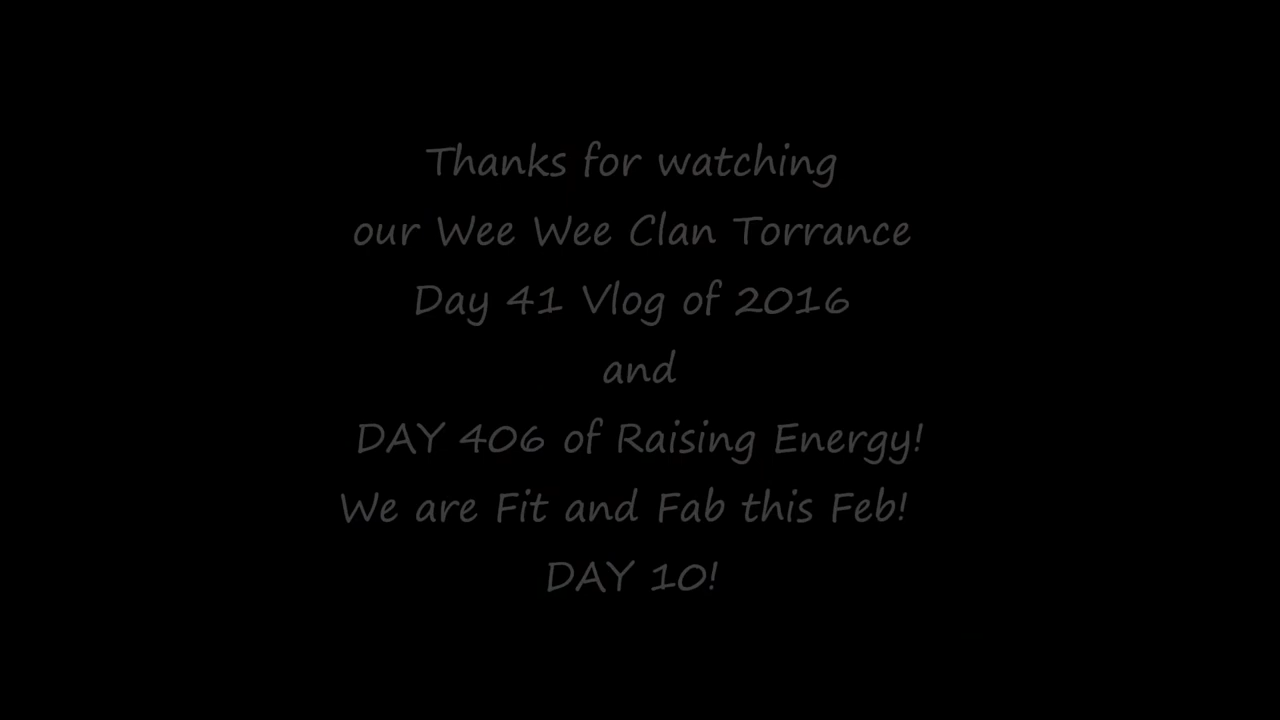 Thanks for watching
our Wee Wee Clan Torrance
Day 41 Vlog of 2016
and
DAY 406 of Raising Energy!
We are Fit and Fab this Feb!
DAY 10!